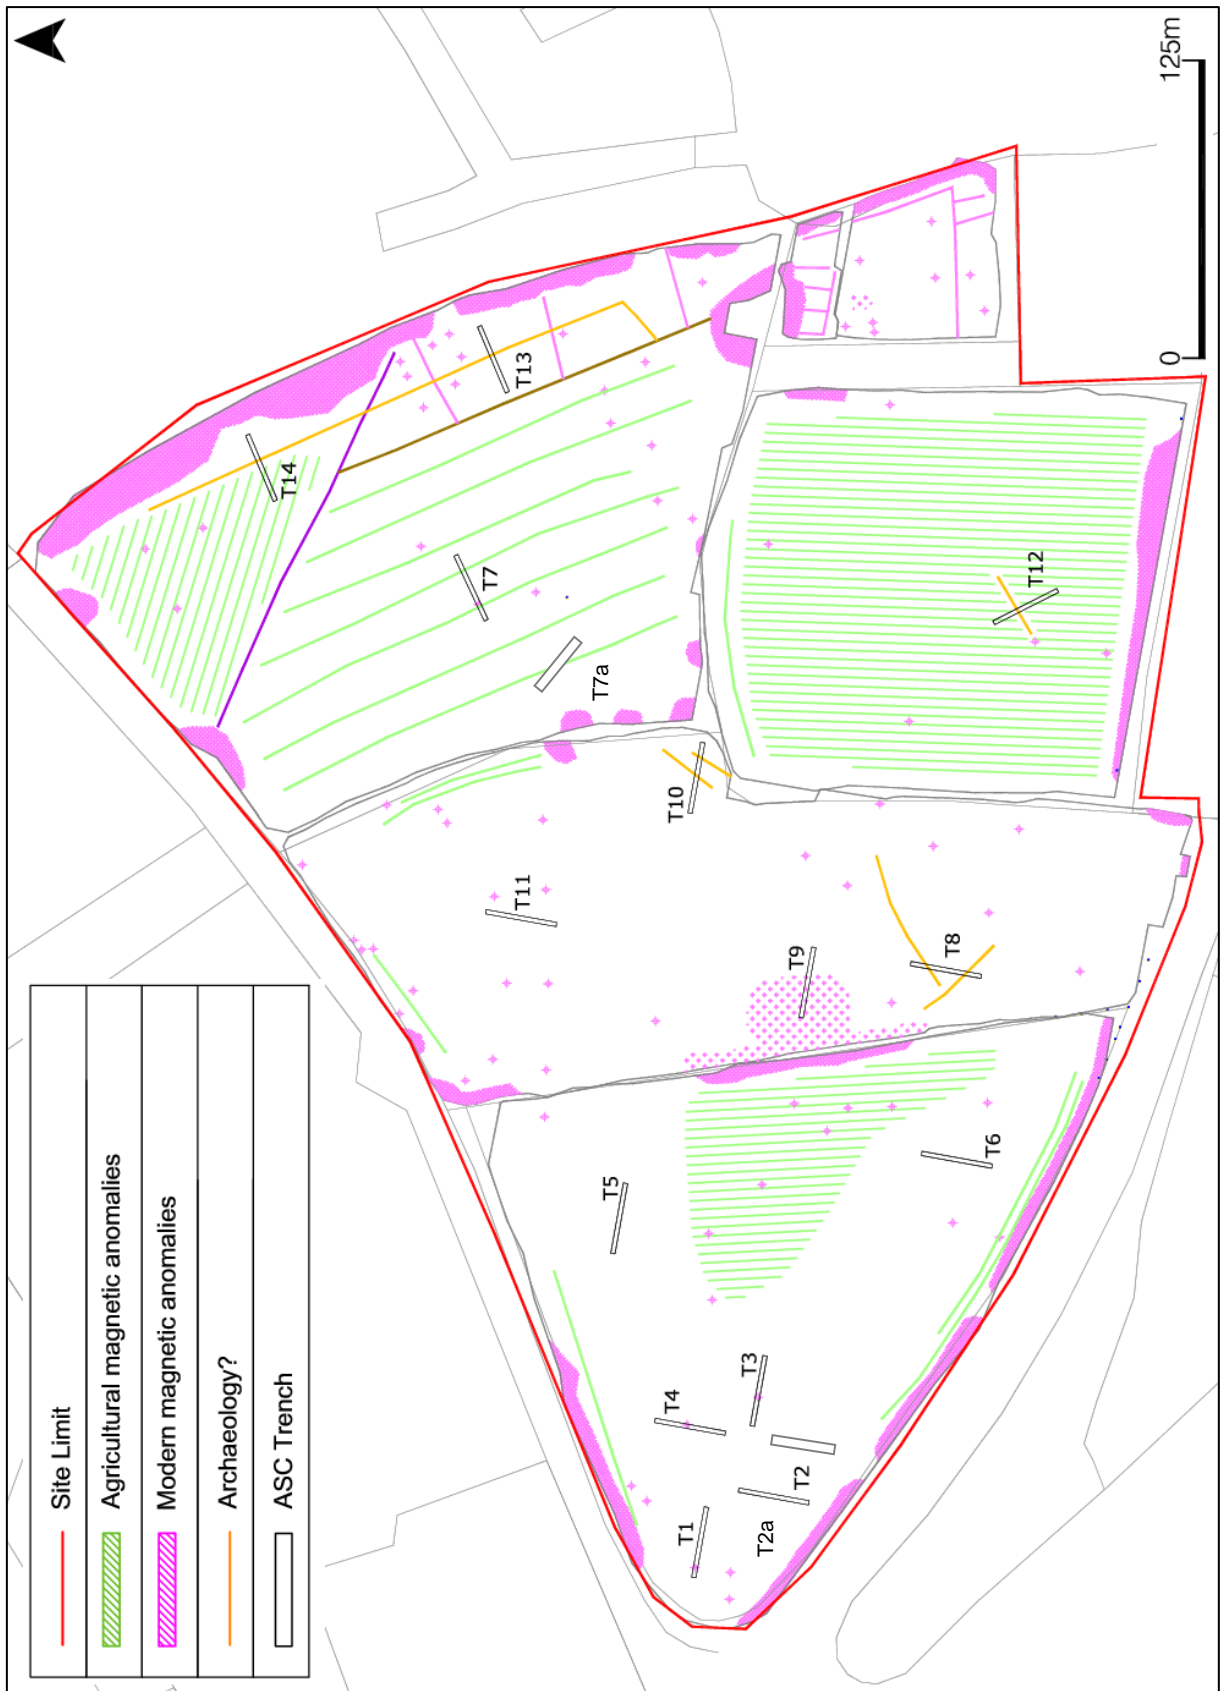 Site Limit
Agricultural magnetic anomalies
Modern magnetic anomalies
Archaeology?
ASC Trench
T1
T2a
T2
T4
T3
T5
T6
T11
T9
T8
T10
T7a
T7
T12
T14
T13
0
125m